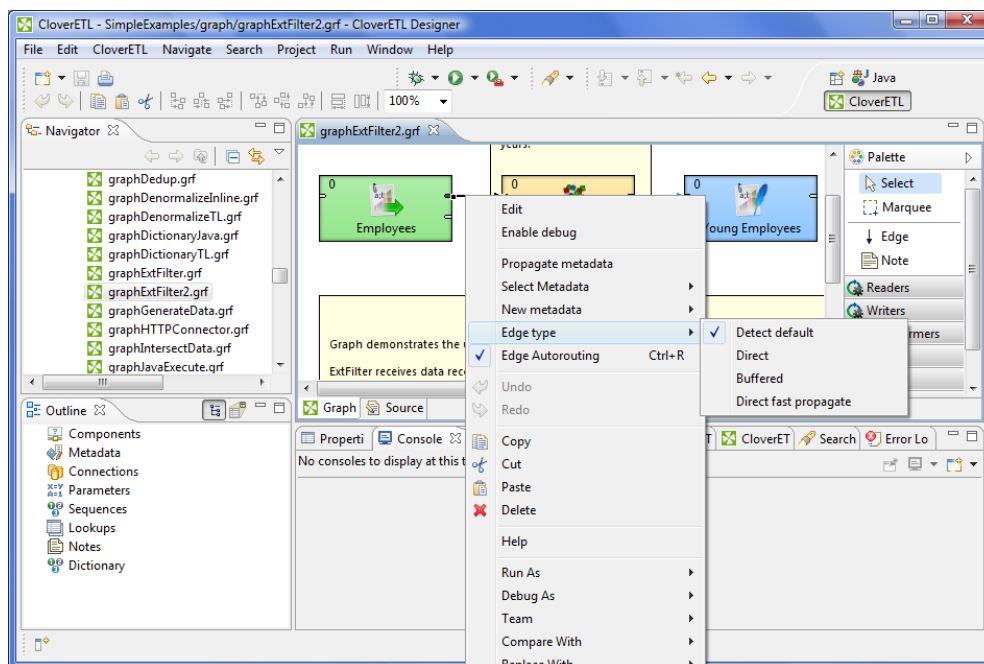 CloverETL - SimpleExamples/graph/graphExtFilter2.grf - CloverETL Designer
File Edit CloverETL Navigate Search Project Run Window Help
Java
100%
CloverETL
Navigator
graphDedup.grf
graphDenormalizeInline.grf
graphDenormalizeTL.grf
graphDictionaryJava.grf
graphDictionaryTL.grf
graphExtFilter.grf
graphExtFilter2.grf
graphGenerateData.grf
graphHTTPConnector.grf
graphIntersectData.grf
graphJavaExecute.grf
graphExtFilter2.grf
years.
0
Employees
0
0
Young Employees
Graph demonstrates the
ExtFilter receives data rec
Graph Source
Palette
Select
Marquee
Edge
Note
Readers
Writers
rmers
Edit
Enable debug
Propagate metadata
Select Metadata
New metadata
Edge type
Edge Autorouting Ctrl+R
Undo
Redo
Copy
Cut
Paste
Delete
Help
Run As
Debug As
Team
Compare With
Replace With
Detect default
Direct
Buffered
Direct fast propagate
Outline
Components
Metadata
Connections
Parameters
Sequences
Lookups
Notes
Dictionary
Properti Console T CloverET Search Error Lo
No consoles to display at this t